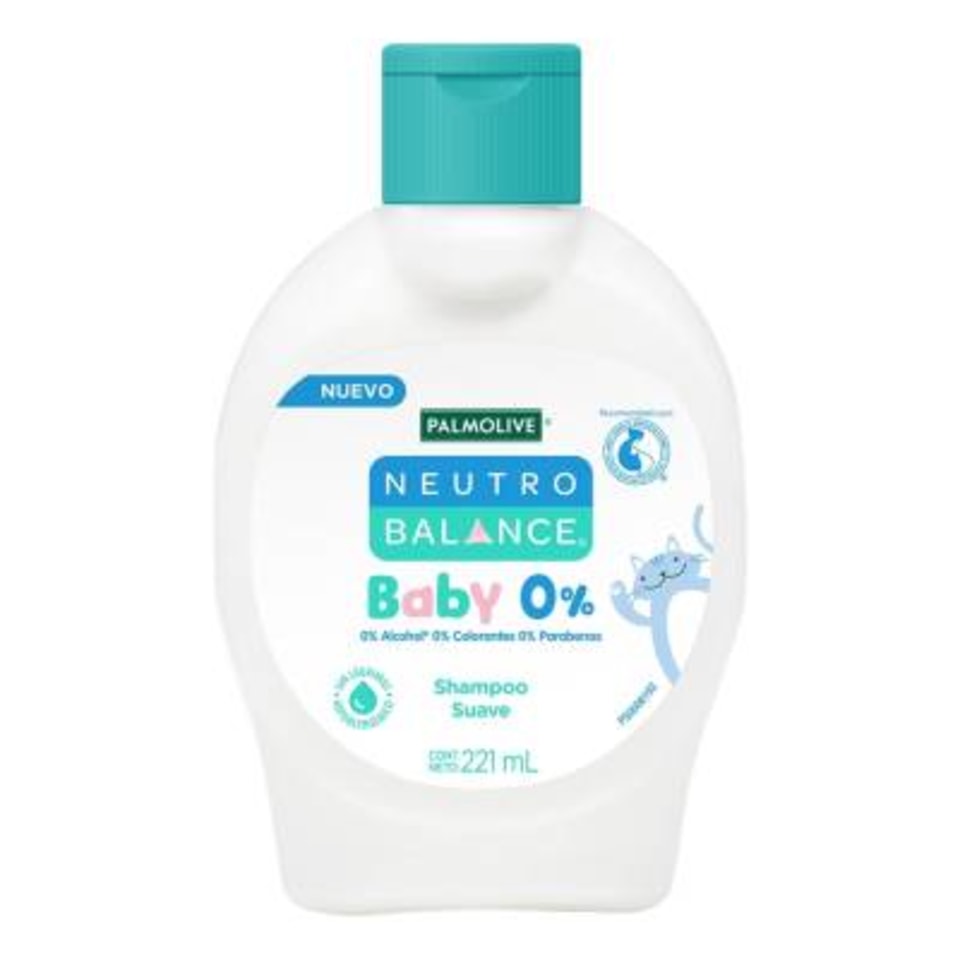 NUEVO
PALMOLIVE
NEUTRO
BALANCE
Baby 0%
0% Alcohol* 0% Colorantes 0% Parabenos
Shampoo
Suave
CONT.
NETO. 221 mL